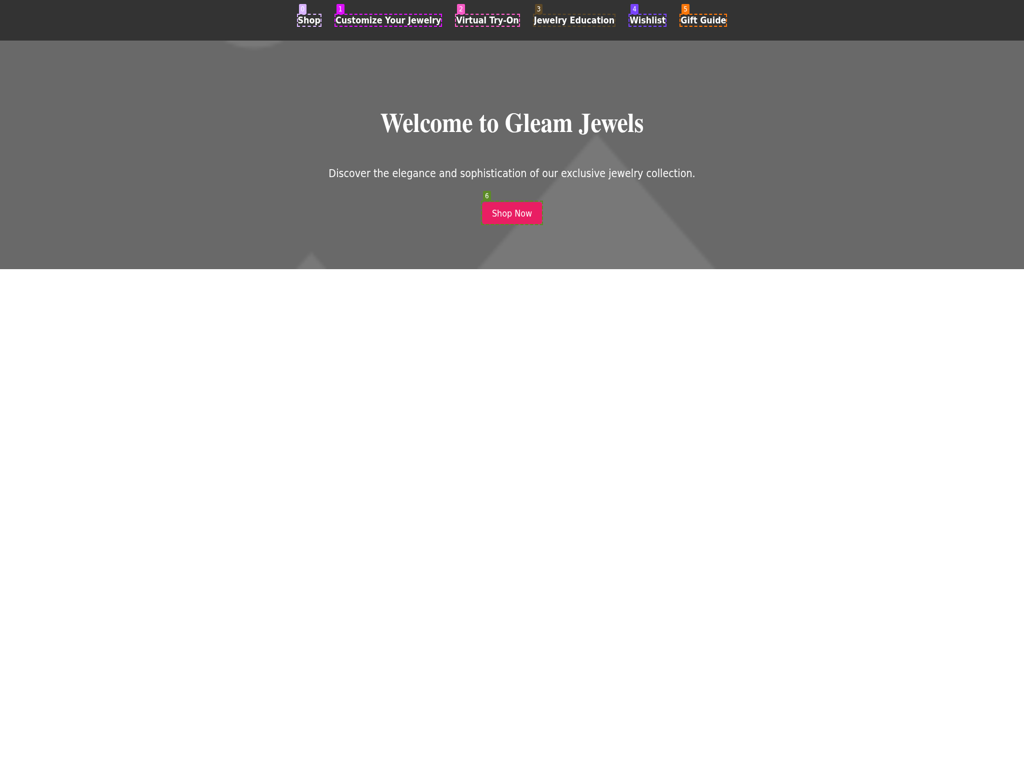 0 1 2 3 4 5
Shop Customize Your Jewelry Virtual Try-On Jewelry Education Wishlist Gift Guide
Welcome to Gleam Jewels
Discover the elegance and sophistication of our exclusive jewelry collection.
6
Shop Now